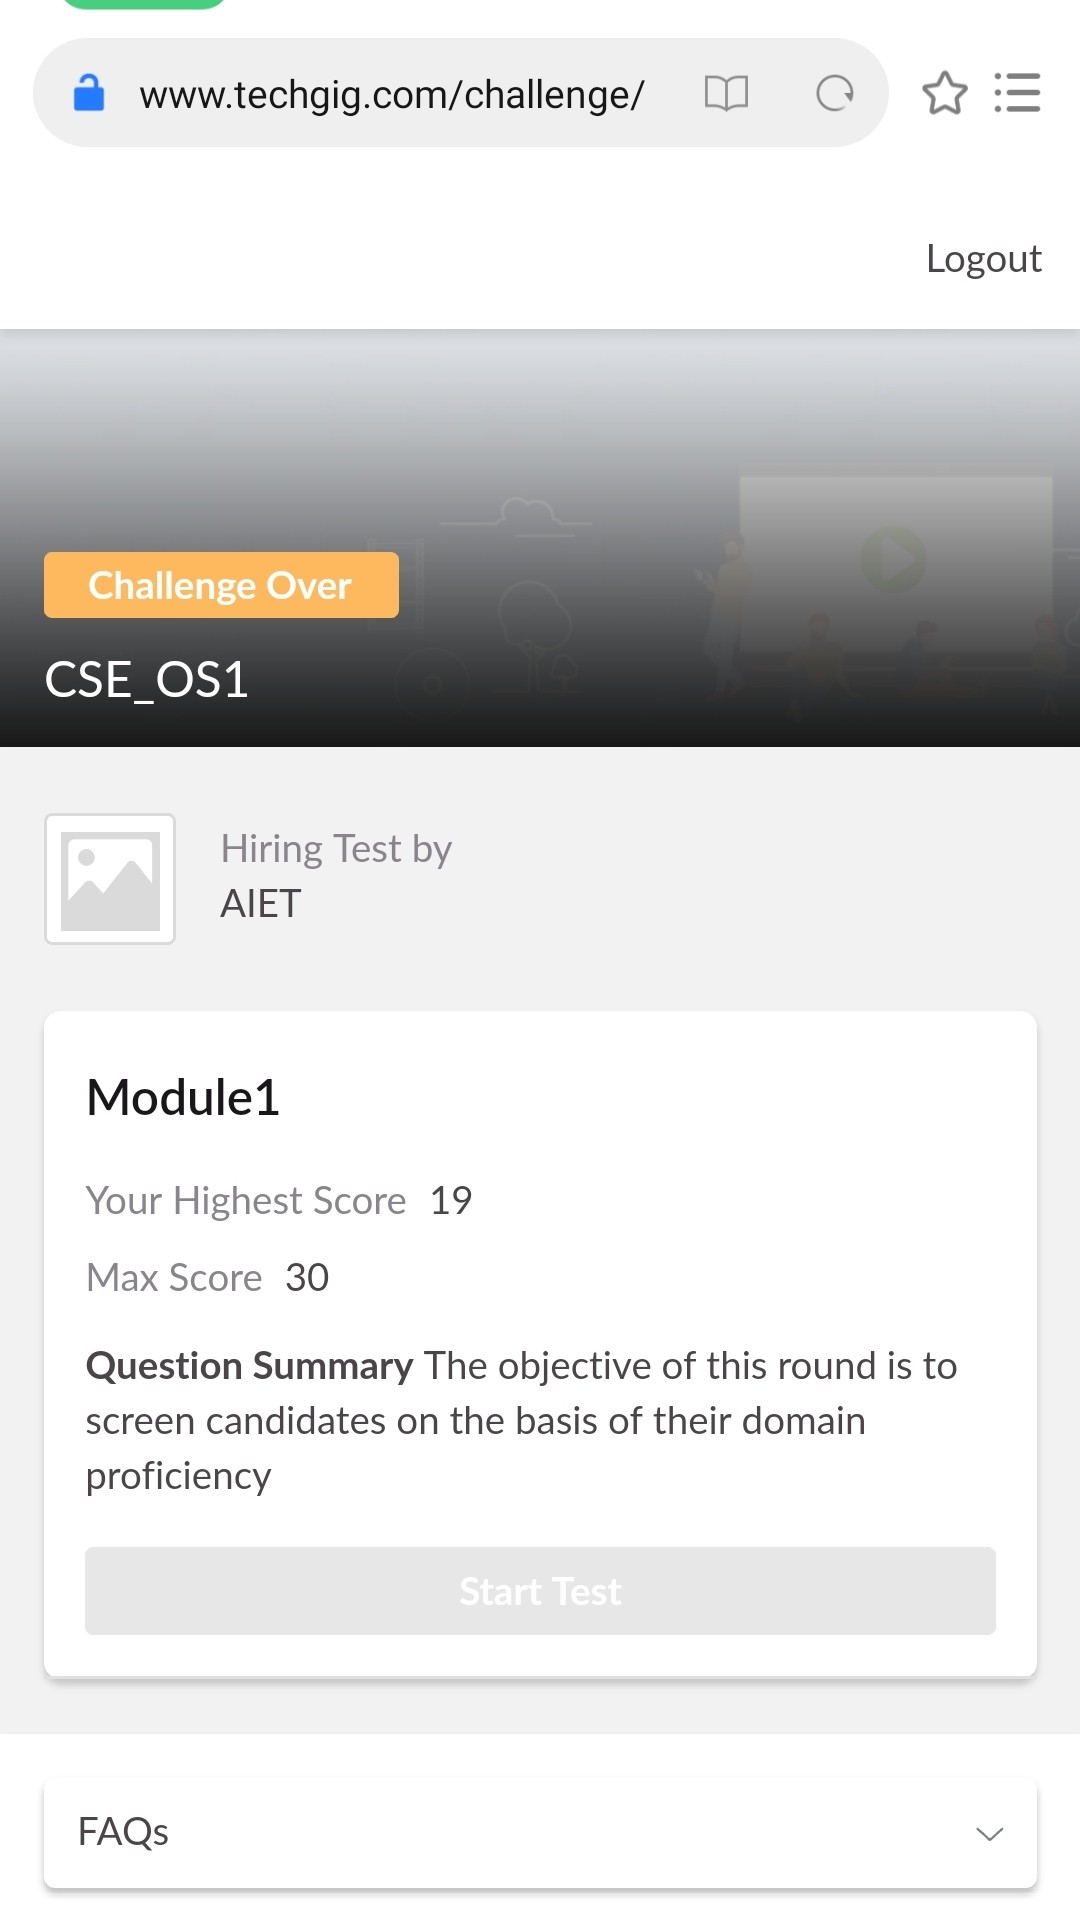 www.techgig.com/challenge/
Logout
Challenge Over
CSE_OS1
Hiring Test by
AIET
Module1
Your Highest Score 19
Max Score 30
Question Summary The objective of this round is to
screen candidates on the basis of their domain
proficiency
Start Test
FAQs